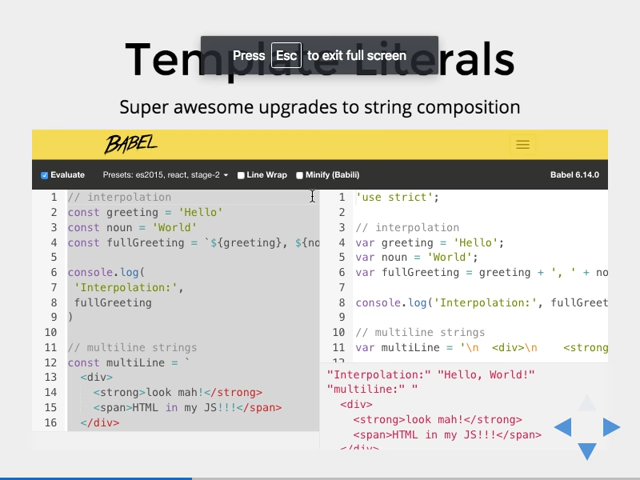 Template Literals
Press Esc to exit full screen
Super awesome upgrades to string composition
BABEL
Evaluate Presets: es2015, react, stage-2 Line Wrap Minify (Babili) Babel 6.14.0
1 // interpolation
2 const greeting = 'Hello'
3 const noun = 'World'
4 const fullGreeting = `${greeting}, ${no
5
6 console.log(
7 'Interpolation:',
8 fullGreeting
9 )
10
11 // multiline strings
12 const multiLine = `
13 <div>
14 <strong>look mah!</strong>
15 <span>HTML in my JS!!!</span>
16 </div>
1 'use strict';
2
3 // interpolation
4 var greeting = 'Hello';
5 var noun = 'World';
6 var fullGreeting = greeting + ', ' + no
7
8 console.log('Interpolation:', fullGreet
9
10 // multiline strings
11 var multiLine = '\n  <div>\n    <strong
12
"Interpolation:" "Hello, World!"
"multiline:" "
<div>
<strong>look mah!</strong>
<span>HTML in my JS!!!</span>
</div>